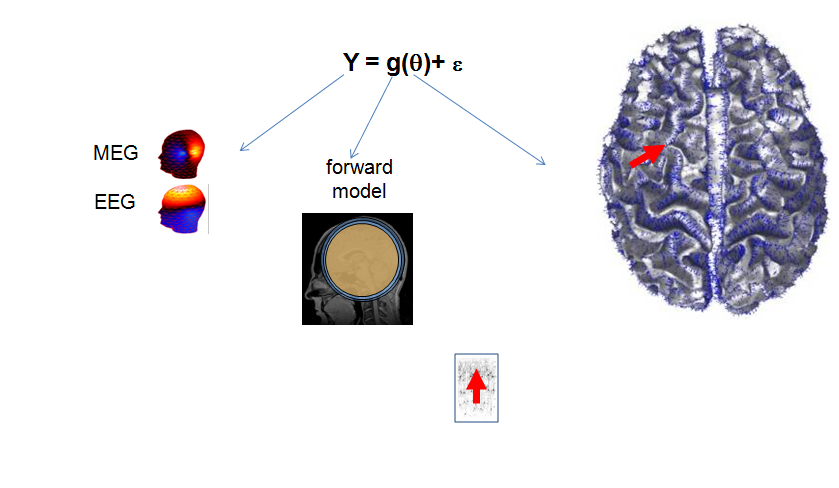 Y = g(θ)+ ε
MEG
EEG
forward
model